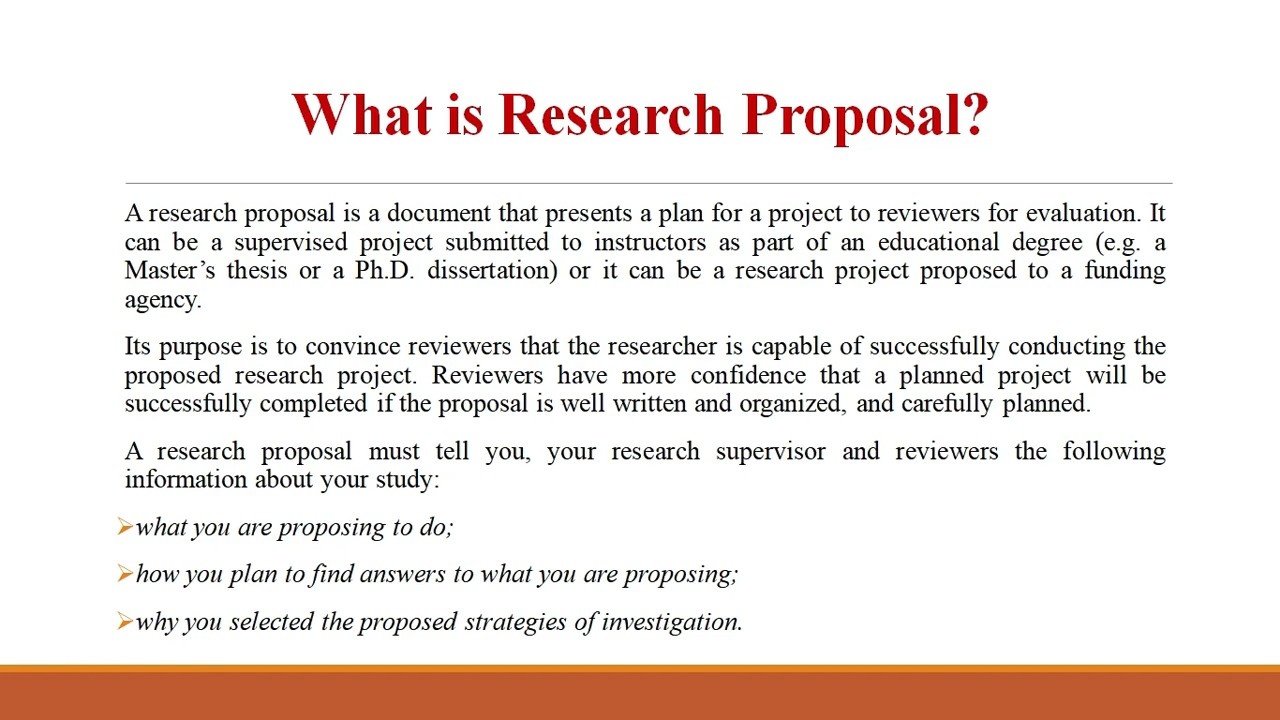 What is Research Proposal?
A research proposal is a document that presents a plan for a project to reviewers for evaluation. It
can be a supervised project submitted to instructors as part of an educational degree (e.g. a
Master’s thesis or a Ph.D. dissertation) or it can be a research project proposed to a funding
agency.
Its purpose is to convince reviewers that the researcher is capable of successfully conducting the
proposed research project. Reviewers have more confidence that a planned project will be
successfully completed if the proposal is well written and organized, and carefully planned.
A research proposal must tell you, your research supervisor and reviewers the following
information about your study:
➢what you are proposing to do;
➢how you plan to find answers to what you are proposing;
➢why you selected the proposed strategies of investigation.